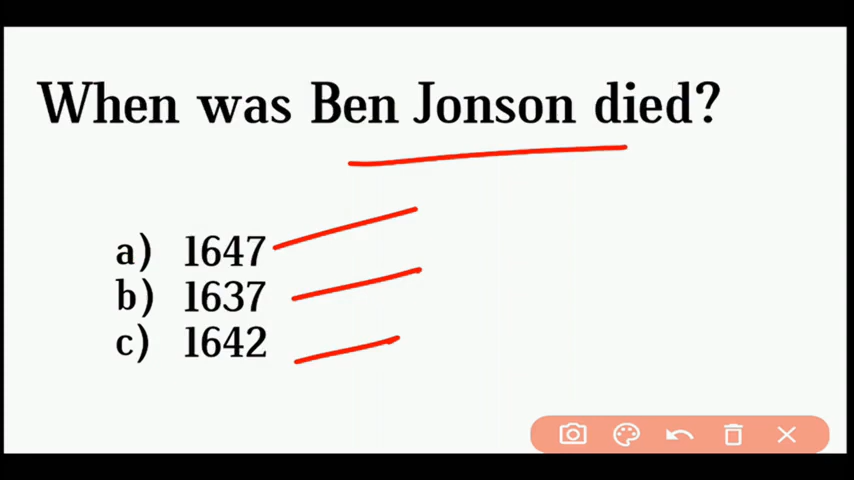 When was Ben Jonson died?
a) 1647
b) 1637
c) 1642